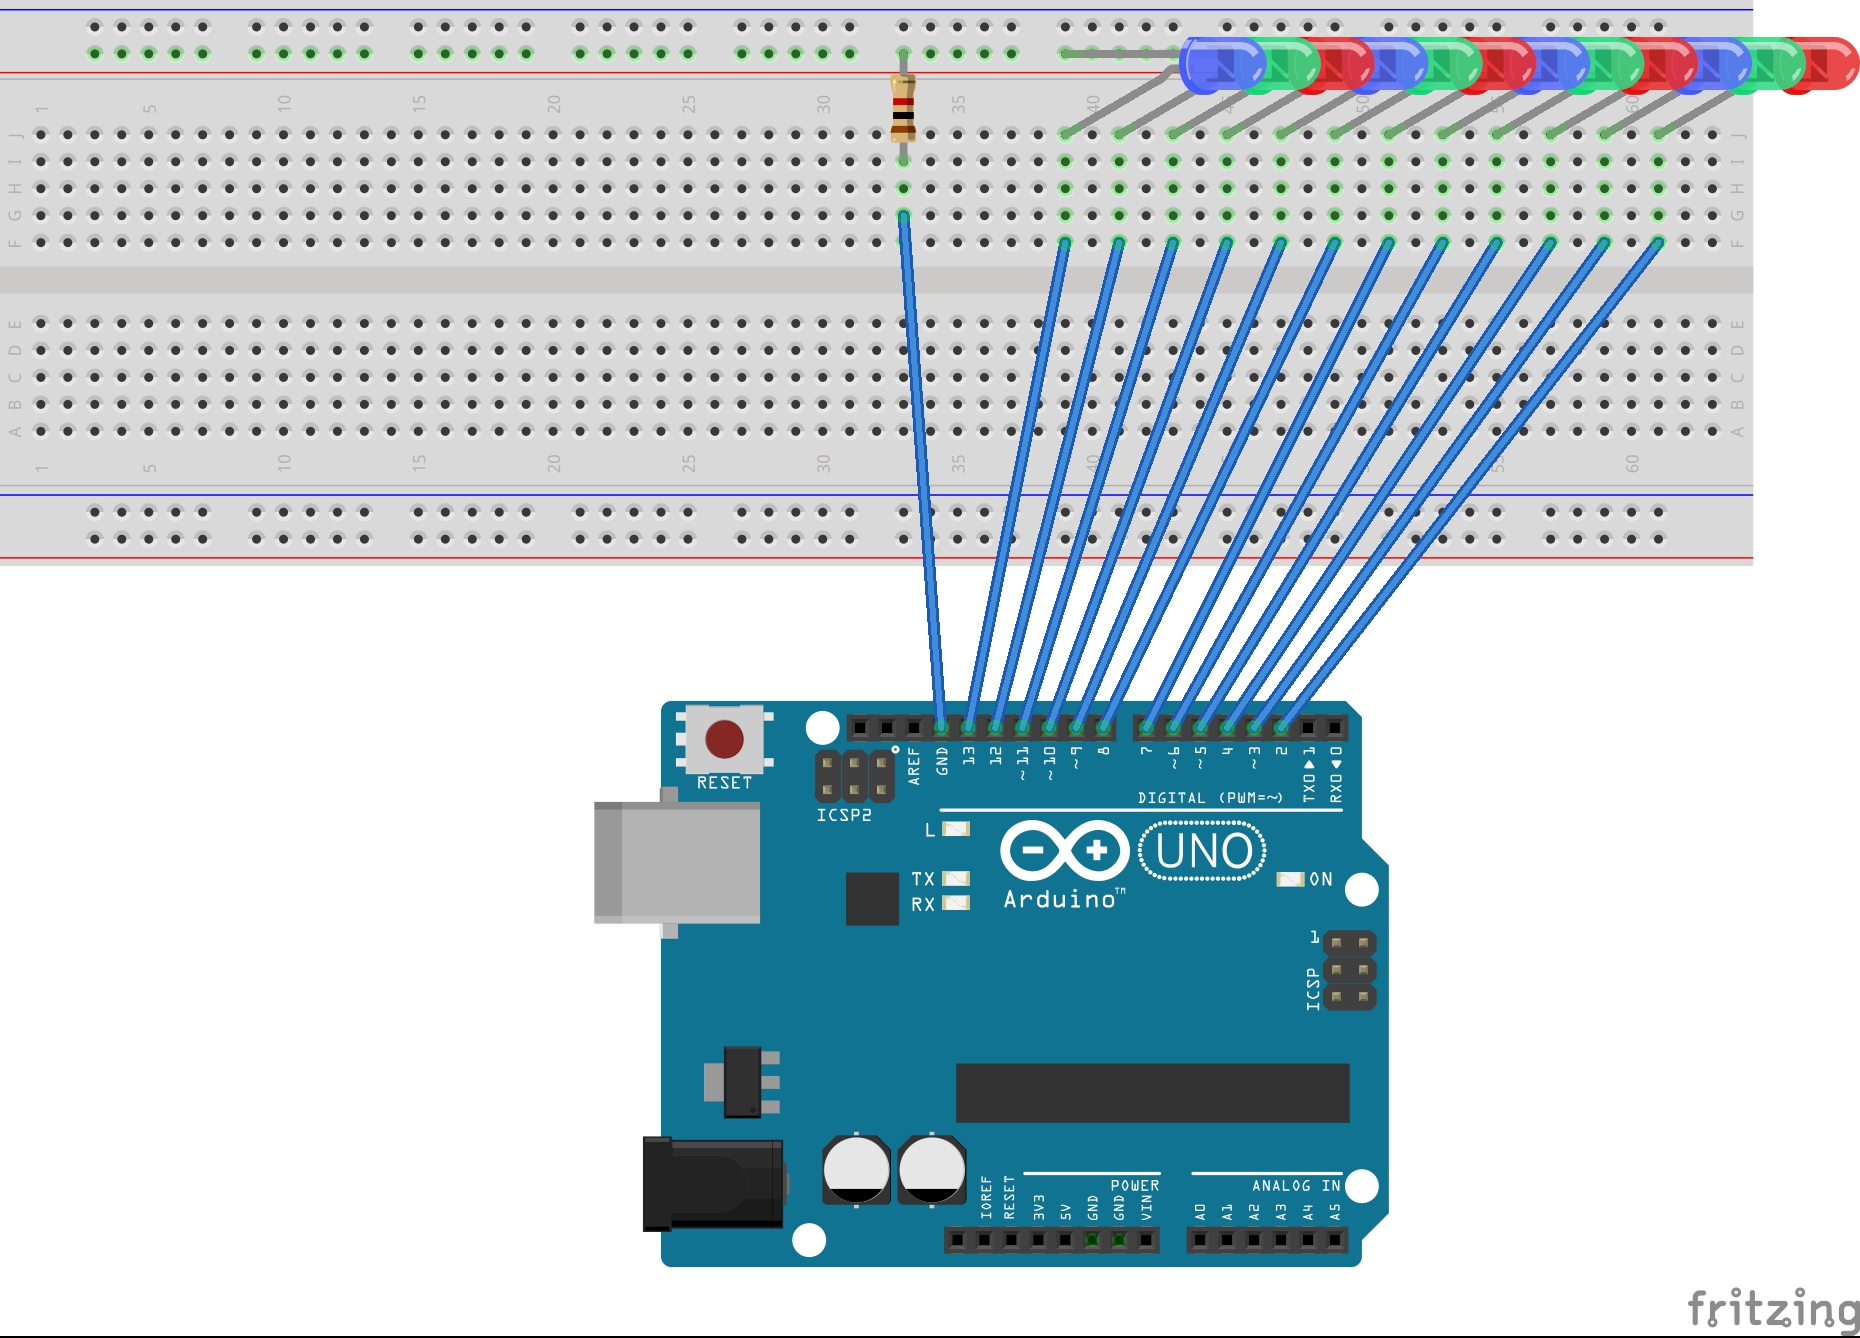 1 5 10 15 20 25 30 35 40 50 55 60
J J
I I
H H
G G
F F
E E
D D
C C
B B
A A
1 5 10 15 20 25 30 35 40 55 60
RESET
ICSP2
AREF GND 13 12 ~11 ~10 ~9 8 7 ~6 ~5 4 ~3 2 TX0 1 RX0 0
DIGITAL (PWM=~)
L
TX
RX
Arduino™
UNO
ON
1
ICSP
POWER
ANALOG IN
IOREF RESET 3V3 5V GND GND VIN A0 A1 A2 A3 A4 A5
fritzing